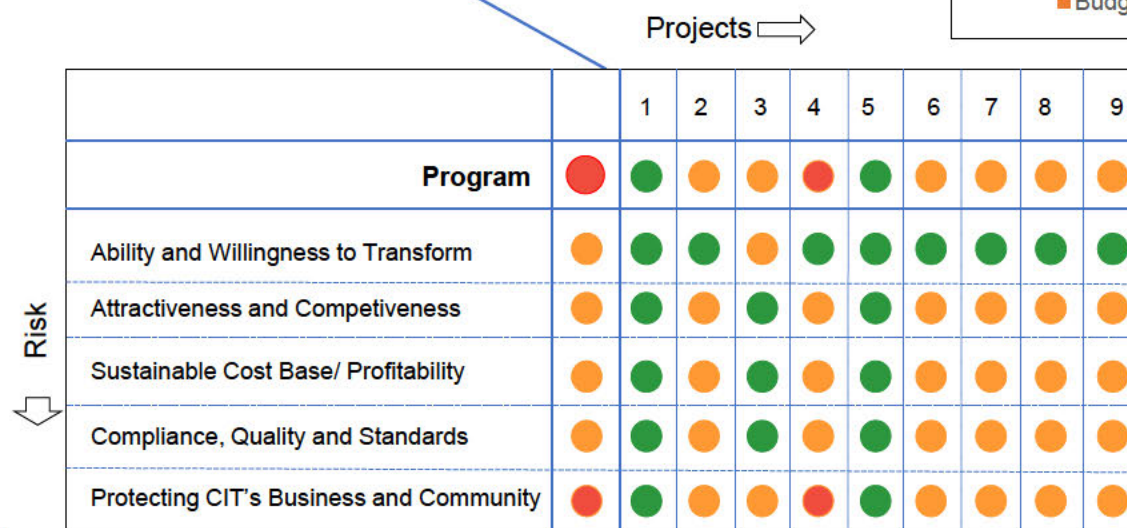 Budg
Projects
1 2 3 4 5 6 7 8 9
Program
Ability and Willingness to Transform
Attractiveness and Competiveness
Risk
Sustainable Cost Base/ Profitability
Compliance, Quality and Standards
Protecting CIT's Business and Community